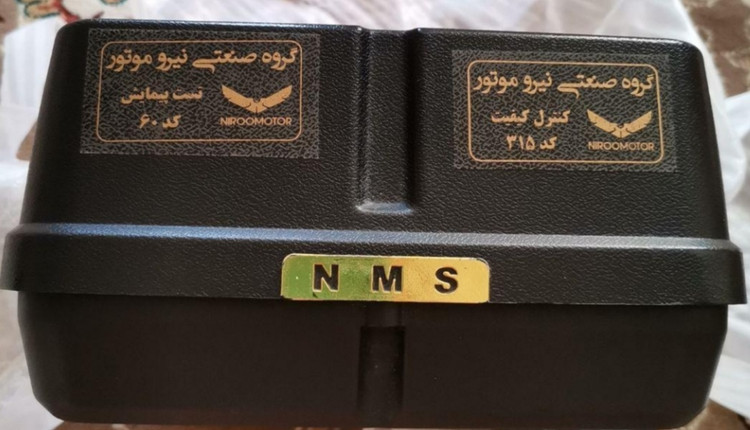 گروه صنعتی نیرو موتور
تست پیمایش
کد ۶۰
NIROOMOTOR
گروه صنعتی نیرو موتور
کنترل کیفیت
کد ۳۱۵
NIROOMOTOR
NMS